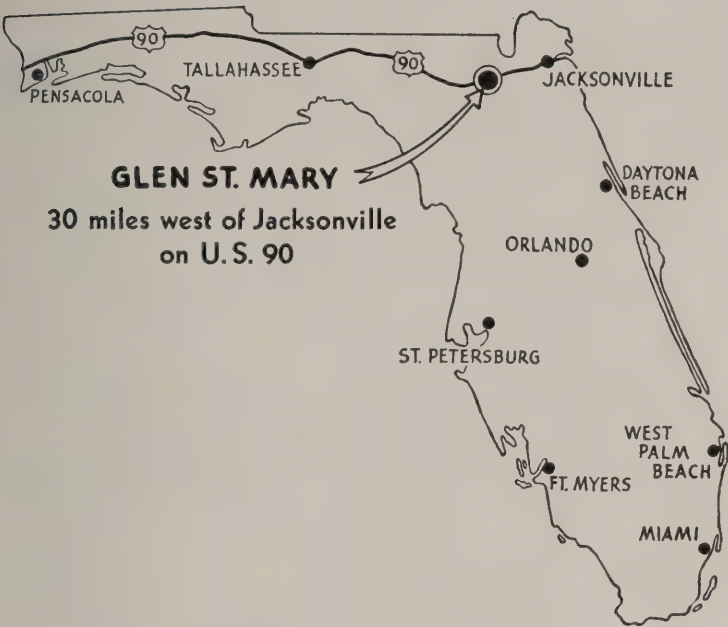 90
90
TALLAHASSEE
JACKSONVILLE
PENSACOLA
GLEN ST. MARY
30 miles west of Jacksonville
on U.S. 90
DAYTONA
BEACH
ORLANDO
ST. PETERSBURG
WEST
PALM
BEACH
FT. MYERS
MIAMI